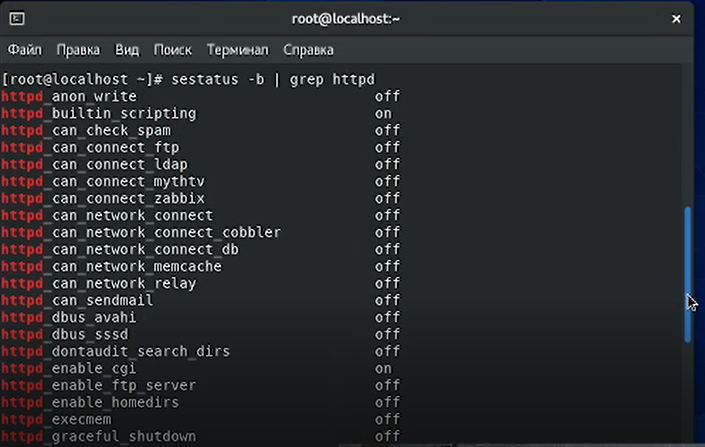 root@localhost:~
Файл Правка Вид Поиск Терминал Справка
[root@localhost ~]# sestatus -b | grep httpd
httpd_anon_write off
httpd_builtin_scripting on
httpd_can_check_spam off
httpd_can_connect_ftp off
httpd_can_connect_ldap off
httpd_can_connect_mythtv off
httpd_can_connect_zabbix off
httpd_can_network_connect off
httpd_can_network_connect_cobbler off
httpd_can_network_connect_db off
httpd_can_network_memcache off
httpd_can_network_relay off
httpd_can_sendmail off
httpd_dbus_avahi off
httpd_dbus_sssd off
httpd_dontaudit_search_dirs off
httpd_enable_cgi on
httpd_enable_ftp_server off
httpd_enable_homedirs off
httpd_execmem off
httpd_graceful_shutdown off